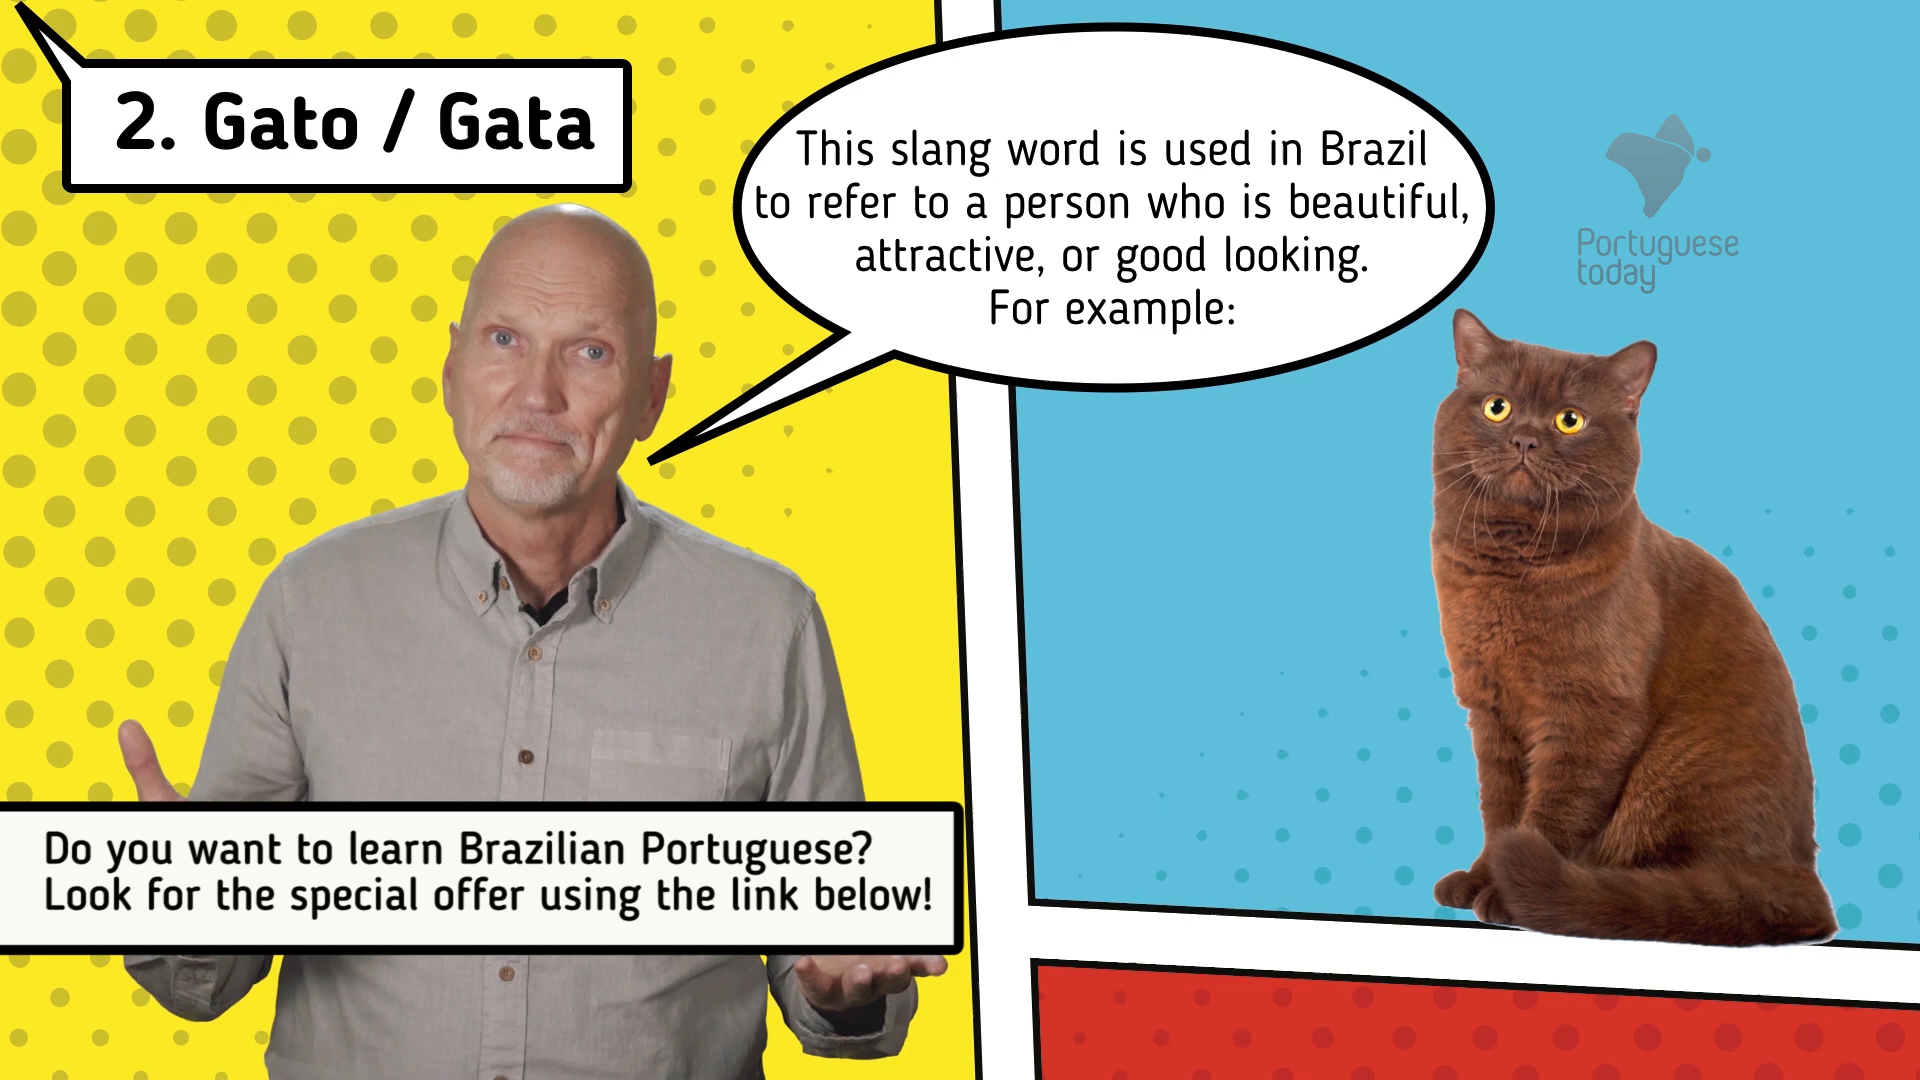 2. Gato / Gata
This slang word is used in Brazil
to refer to a person who is beautiful,
attractive, or good looking.
For example:
Portuguese
today
Do you want to learn Brazilian Portuguese?
Look for the special offer using the link below!